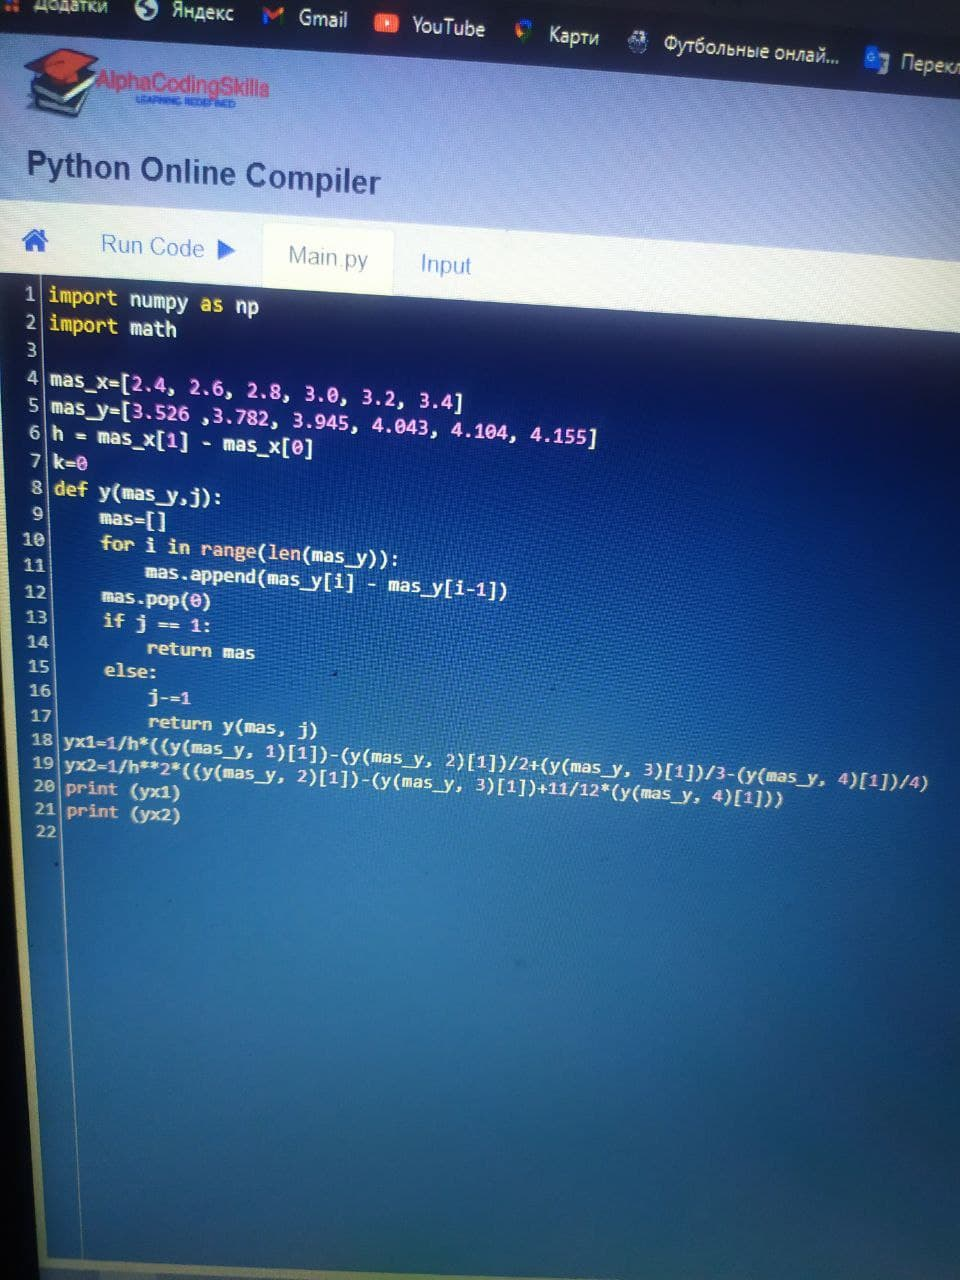 Додатки Яндекс Gmail YouTube Карти Футбольные онлай... Перекл
AlphaCodingSkills
LEARNING REDEFINED
Python Online Compiler
Run Code Main.py Input
1 import numpy as np
2 import math
3
4 mas_x=[2.4, 2.6, 2.8, 3.0, 3.2, 3.4]
5 mas_y=[3.526 ,3.782, 3.945, 4.043, 4.104, 4.155]
6 h = mas_x[1] - mas_x[0]
7 k=0
8 def y(mas_y,j):
9 mas=[]
10 for i in range(len(mas_y)):
11 mas.append(mas_y[i] - mas_y[i-1])
12 mas.pop(0)
13 if j == 1:
14 return mas
15 else:
16 j-=1
17 return y(mas, j)
18 yx1=1/h*((y(mas_y, 1)[1])-(y(mas_y, 2)[1])/2+(y(mas_y, 3)[1])/3-(y(mas_y, 4)[1])/4)
19 yx2=1/h**2*((y(mas_y, 2)[1])-(y(mas_y, 3)[1])+11/12*(y(mas_y, 4)[1]))
20 print (yx1)
21 print (yx2)
22